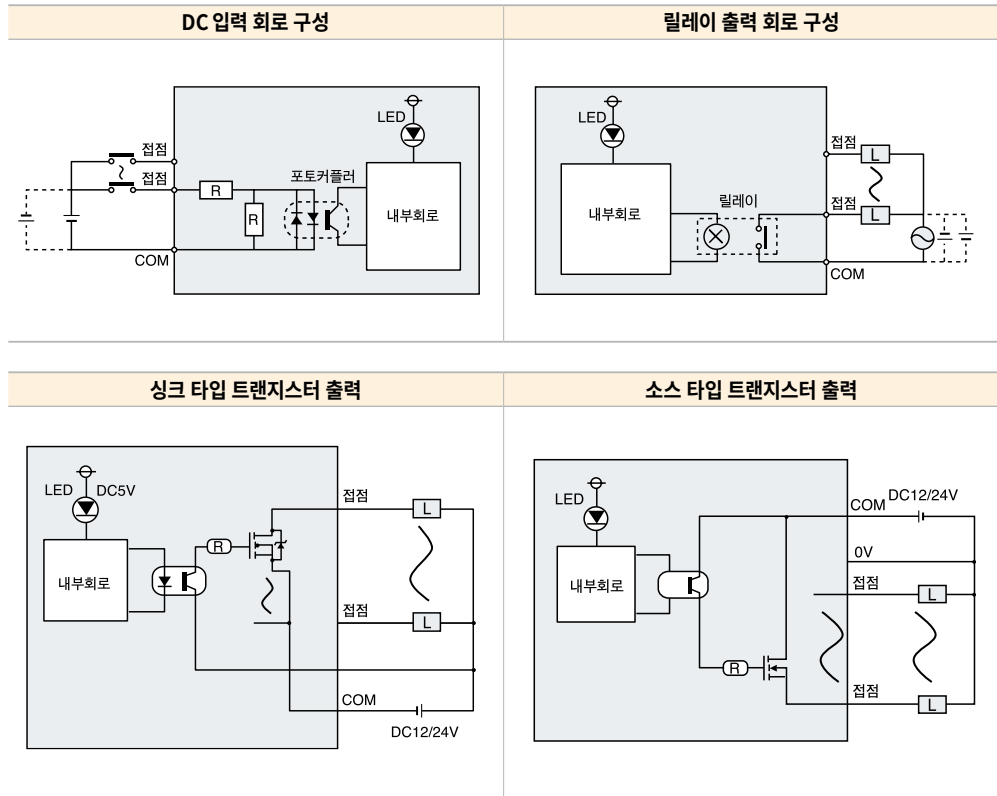 DC 입력 회로 구성
LED
접점
접점
R
R
포토커플러
내부회로
COM
릴레이 출력 회로 구성
LED
내부회로
릴레이
접점
L
접점
L
COM
싱크 타입 트랜지스터 출력
LED
DC5V
내부회로
R
접점
L
접점
L
COM
DC12/24V
소스 타입 트랜지스터 출력
LED
내부회로
R
COM
DC12/24V
0V
접점
L
접점
L